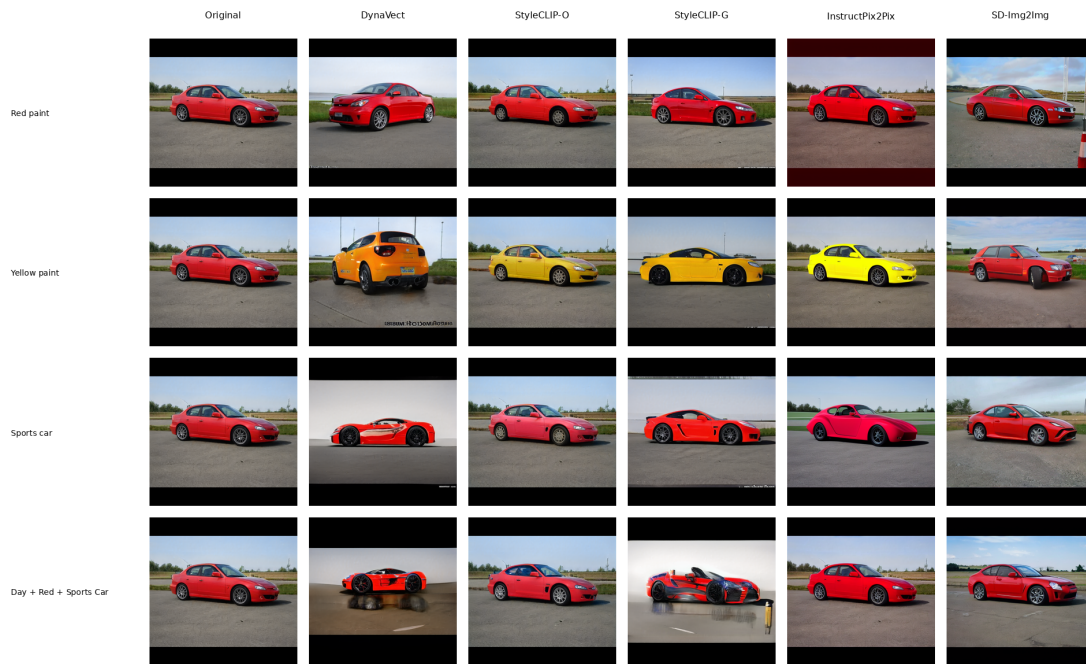 Original DynaVect StyleCLIP-O StyleCLIP-G InstructPix2Pix SD-Img2Img
Red paint
Yellow paint
Sports car
Day + Red + Sports Car